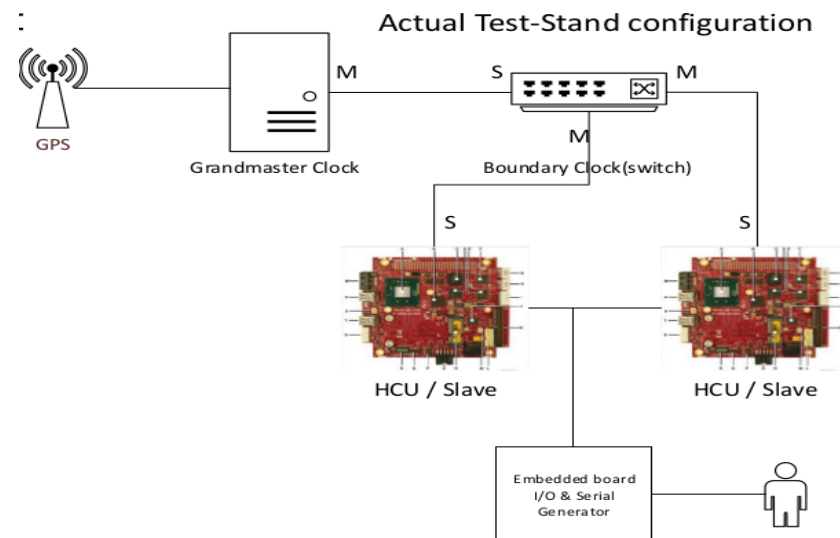 Actual Test-Stand configuration
M
S
M
GPS
M
Grandmaster Clock
Boundary Clock(switch)
S
S
HCU / Slave
HCU / Slave
Embedded board
I/O & Serial
Generator